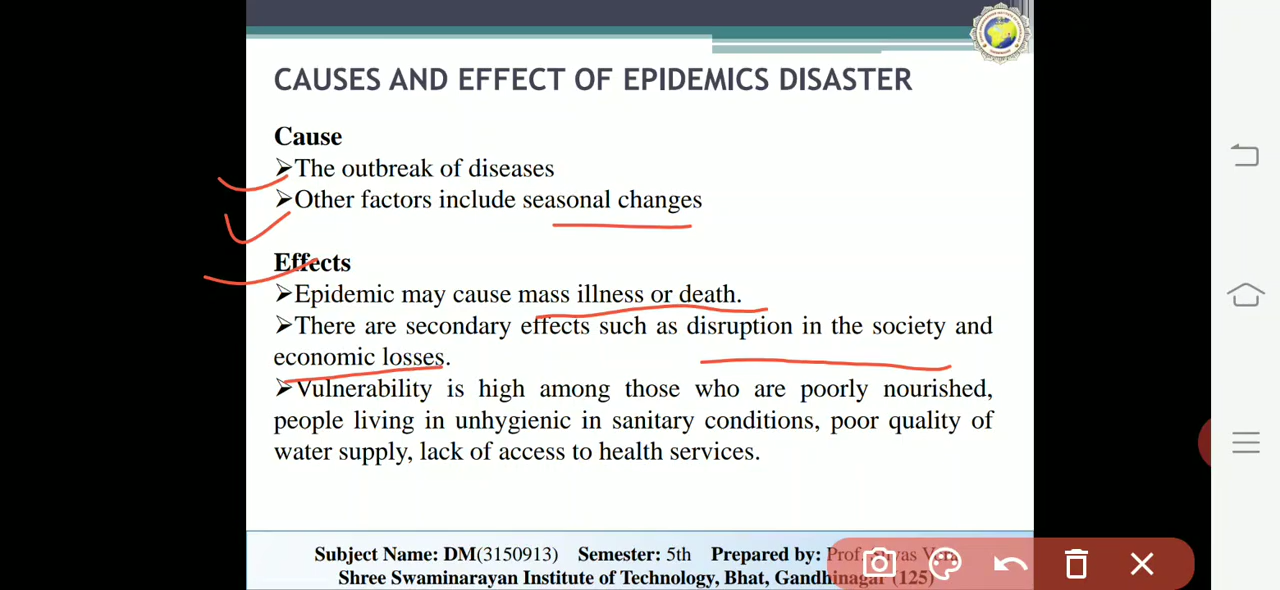 CAUSES AND EFFECT OF EPIDEMICS DISASTER
Cause
➢The outbreak of diseases
➢Other factors include seasonal changes
Effects
➢Epidemic may cause mass illness or death.
➢There are secondary effects such as disruption in the society and
economic losses.
➢Vulnerability is high among those who are poorly nourished,
people living in unhygienic in sanitary conditions, poor quality of
water supply, lack of access to health services.
Subject Name: DM(3150913) Semester: 5th Prepared by: Prof.
Shree Swaminarayan Institute of Technology, Bhat, Gandhinagar (125)